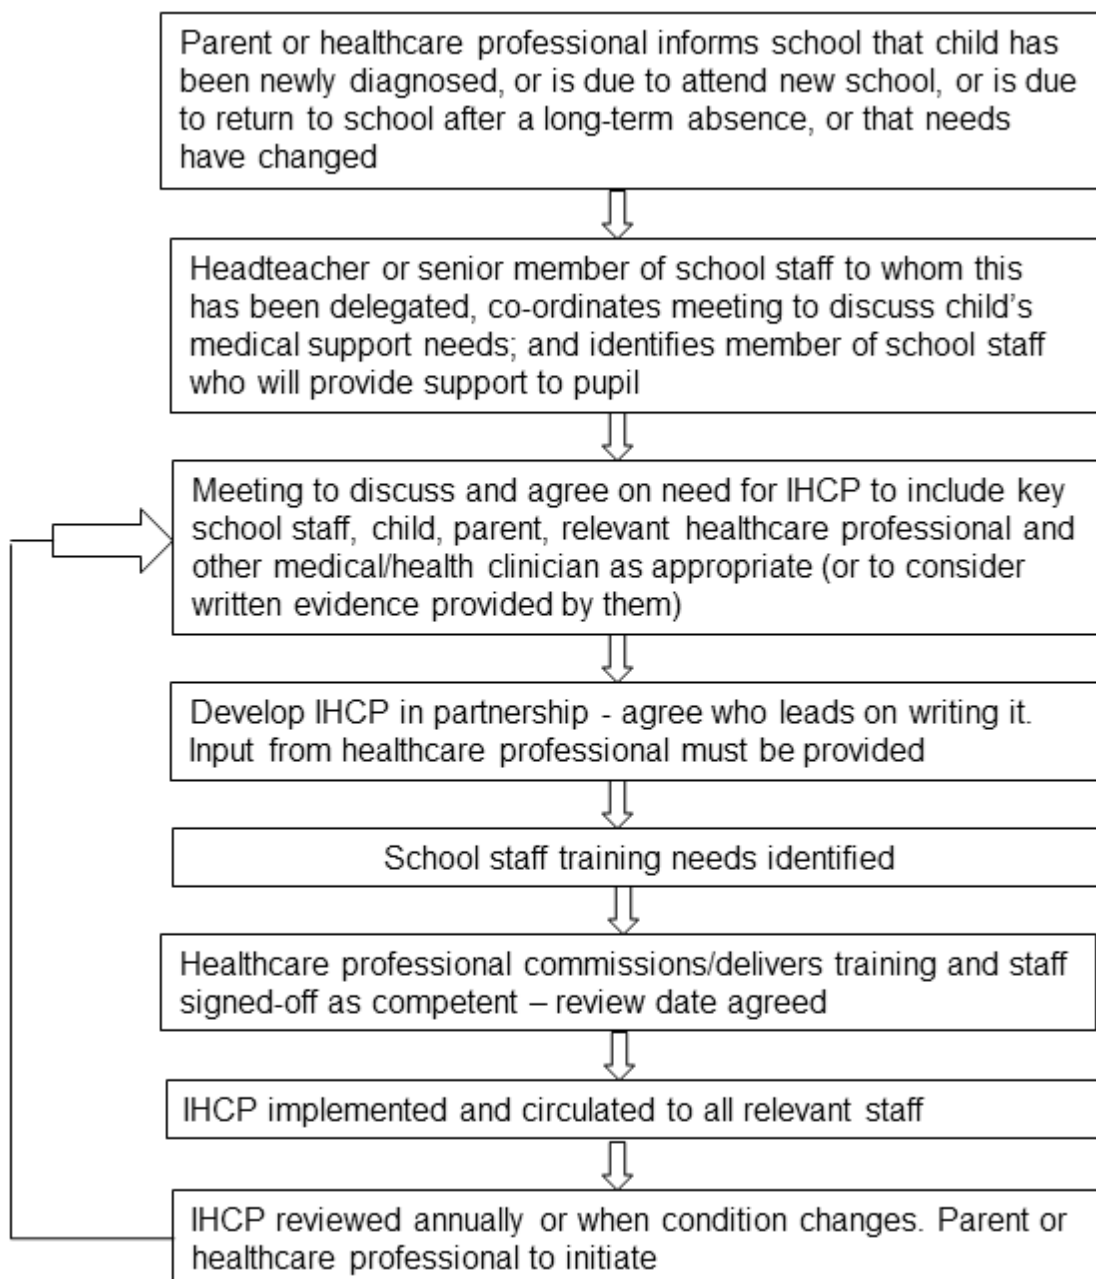 Parent or healthcare professional informs school that child has
been newly diagnosed, or is due to attend new school, or is due
to return to school after a long-term absence, or that needs
have changed
Headteacher or senior member of school staff to whom this
has been delegated, co-ordinates meeting to discuss child's
medical support needs; and identifies member of school staff
who will provide support to pupil
Meeting to discuss and agree on need for IHCP to include key
school staff, child, parent, relevant healthcare professional and
other medical/health clinician as appropriate (or to consider
written evidence provided by them)
Develop IHCP in partnership - agree who leads on writing it.
Input from healthcare professional must be provided
School staff training needs identified
Healthcare professional commissions/delivers training and staff
signed-off as competent – review date agreed
IHCP implemented and circulated to all relevant staff
IHCP reviewed annually or when condition changes. Parent or
healthcare professional to initiate